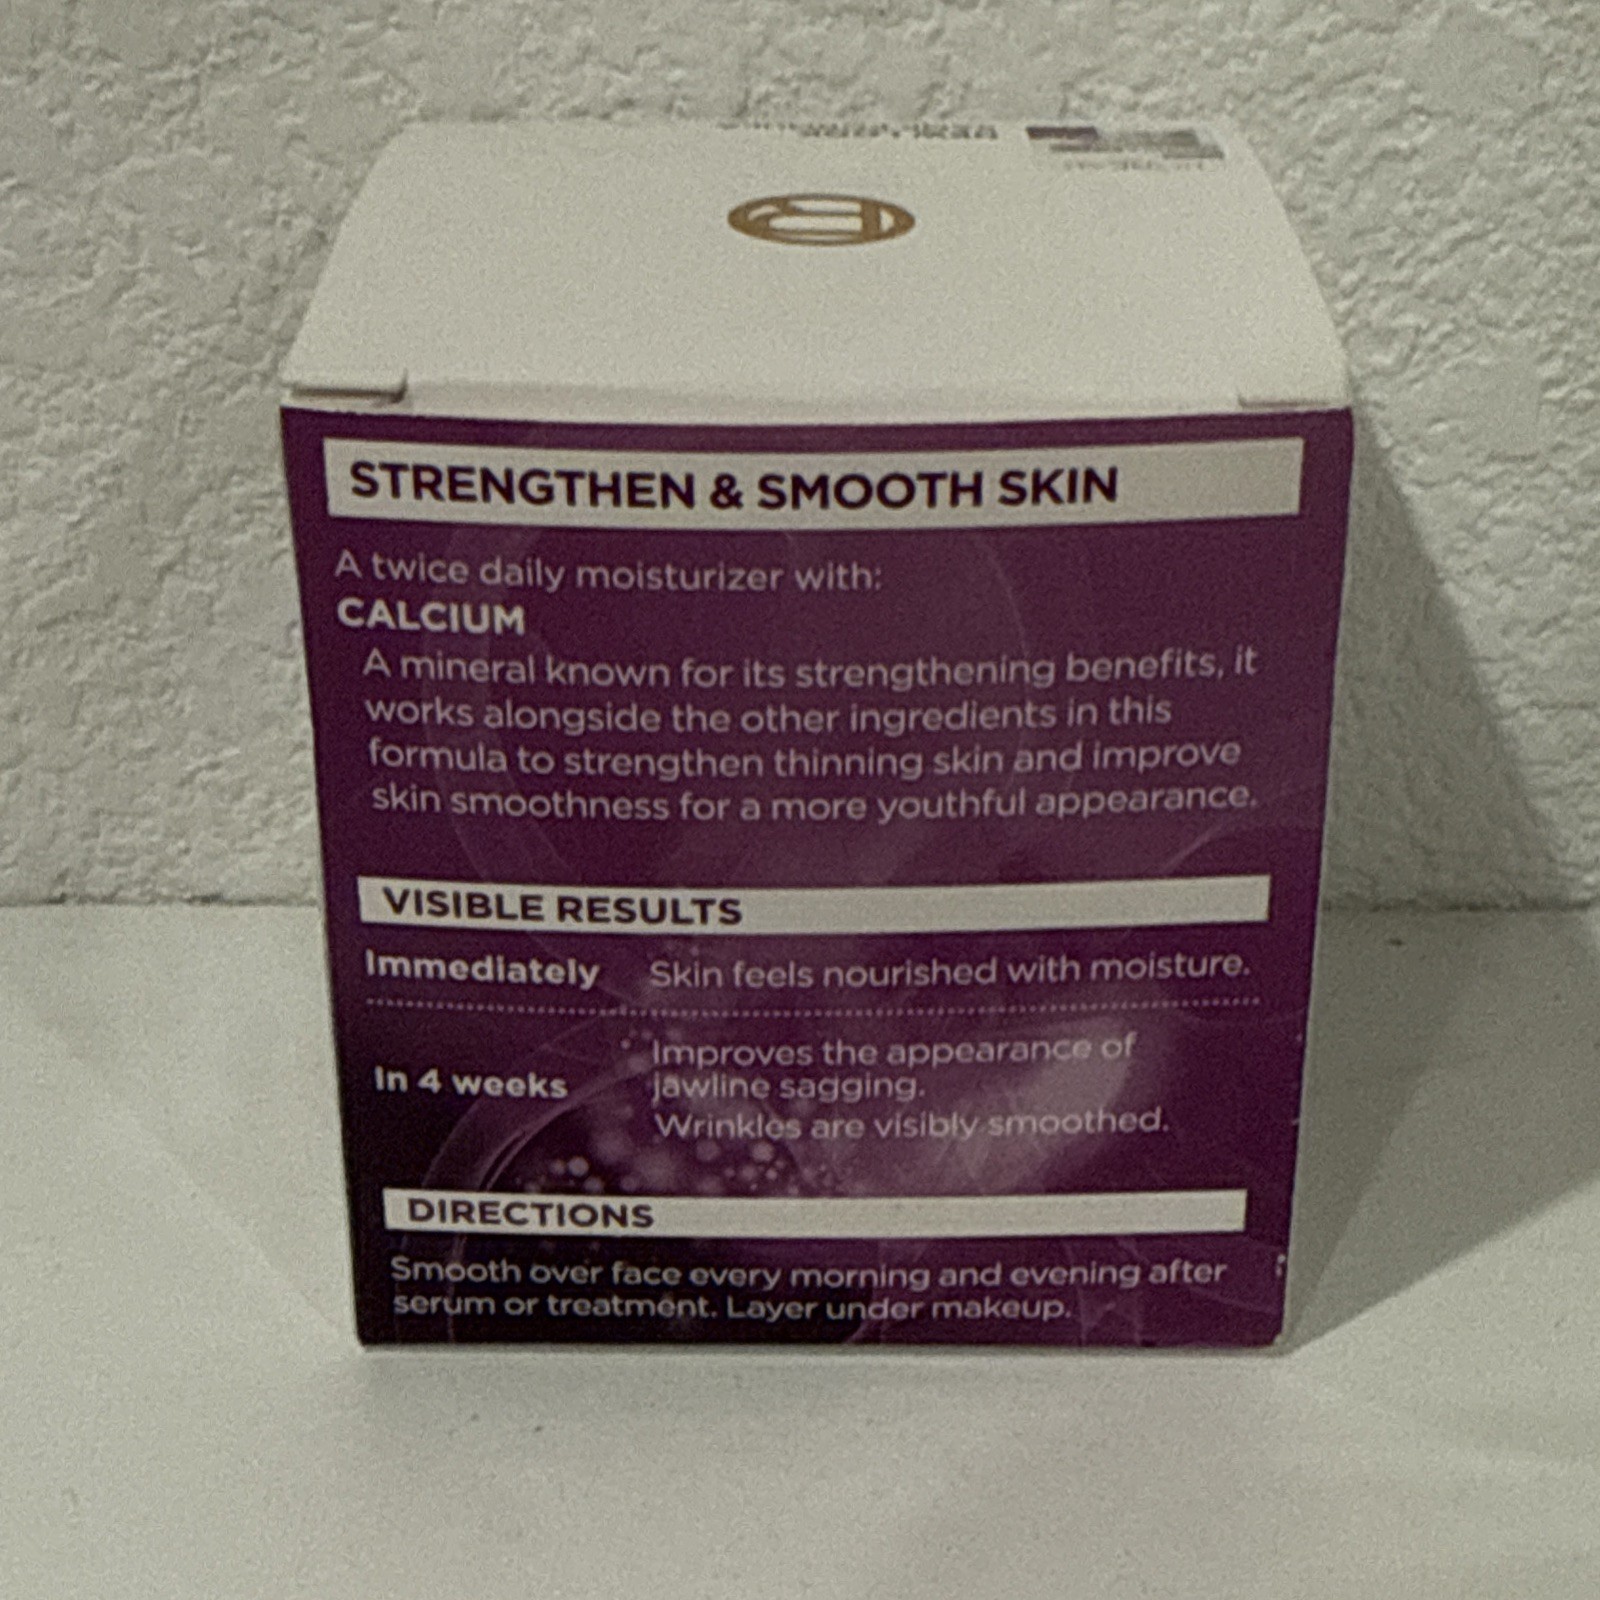 STRENGTHEN & SMOOTH SKIN
A twice daily moisturizer with:
CALCIUM
A mineral known for its strengthening benefits, it
works alongside the other ingredients in this
formula to strengthen thinning skin and improve
skin smoothness for a more youthful appearance.
VISIBLE RESULTS
Immediately Skin feels nourished with moisture.
In 4 weeks
Improves the appearance of
jawline sagging.
Wrinkles are visibly smoothed.
DIRECTIONS
Smooth over face every morning and evening after
serum or treatment. Layer under makeup.